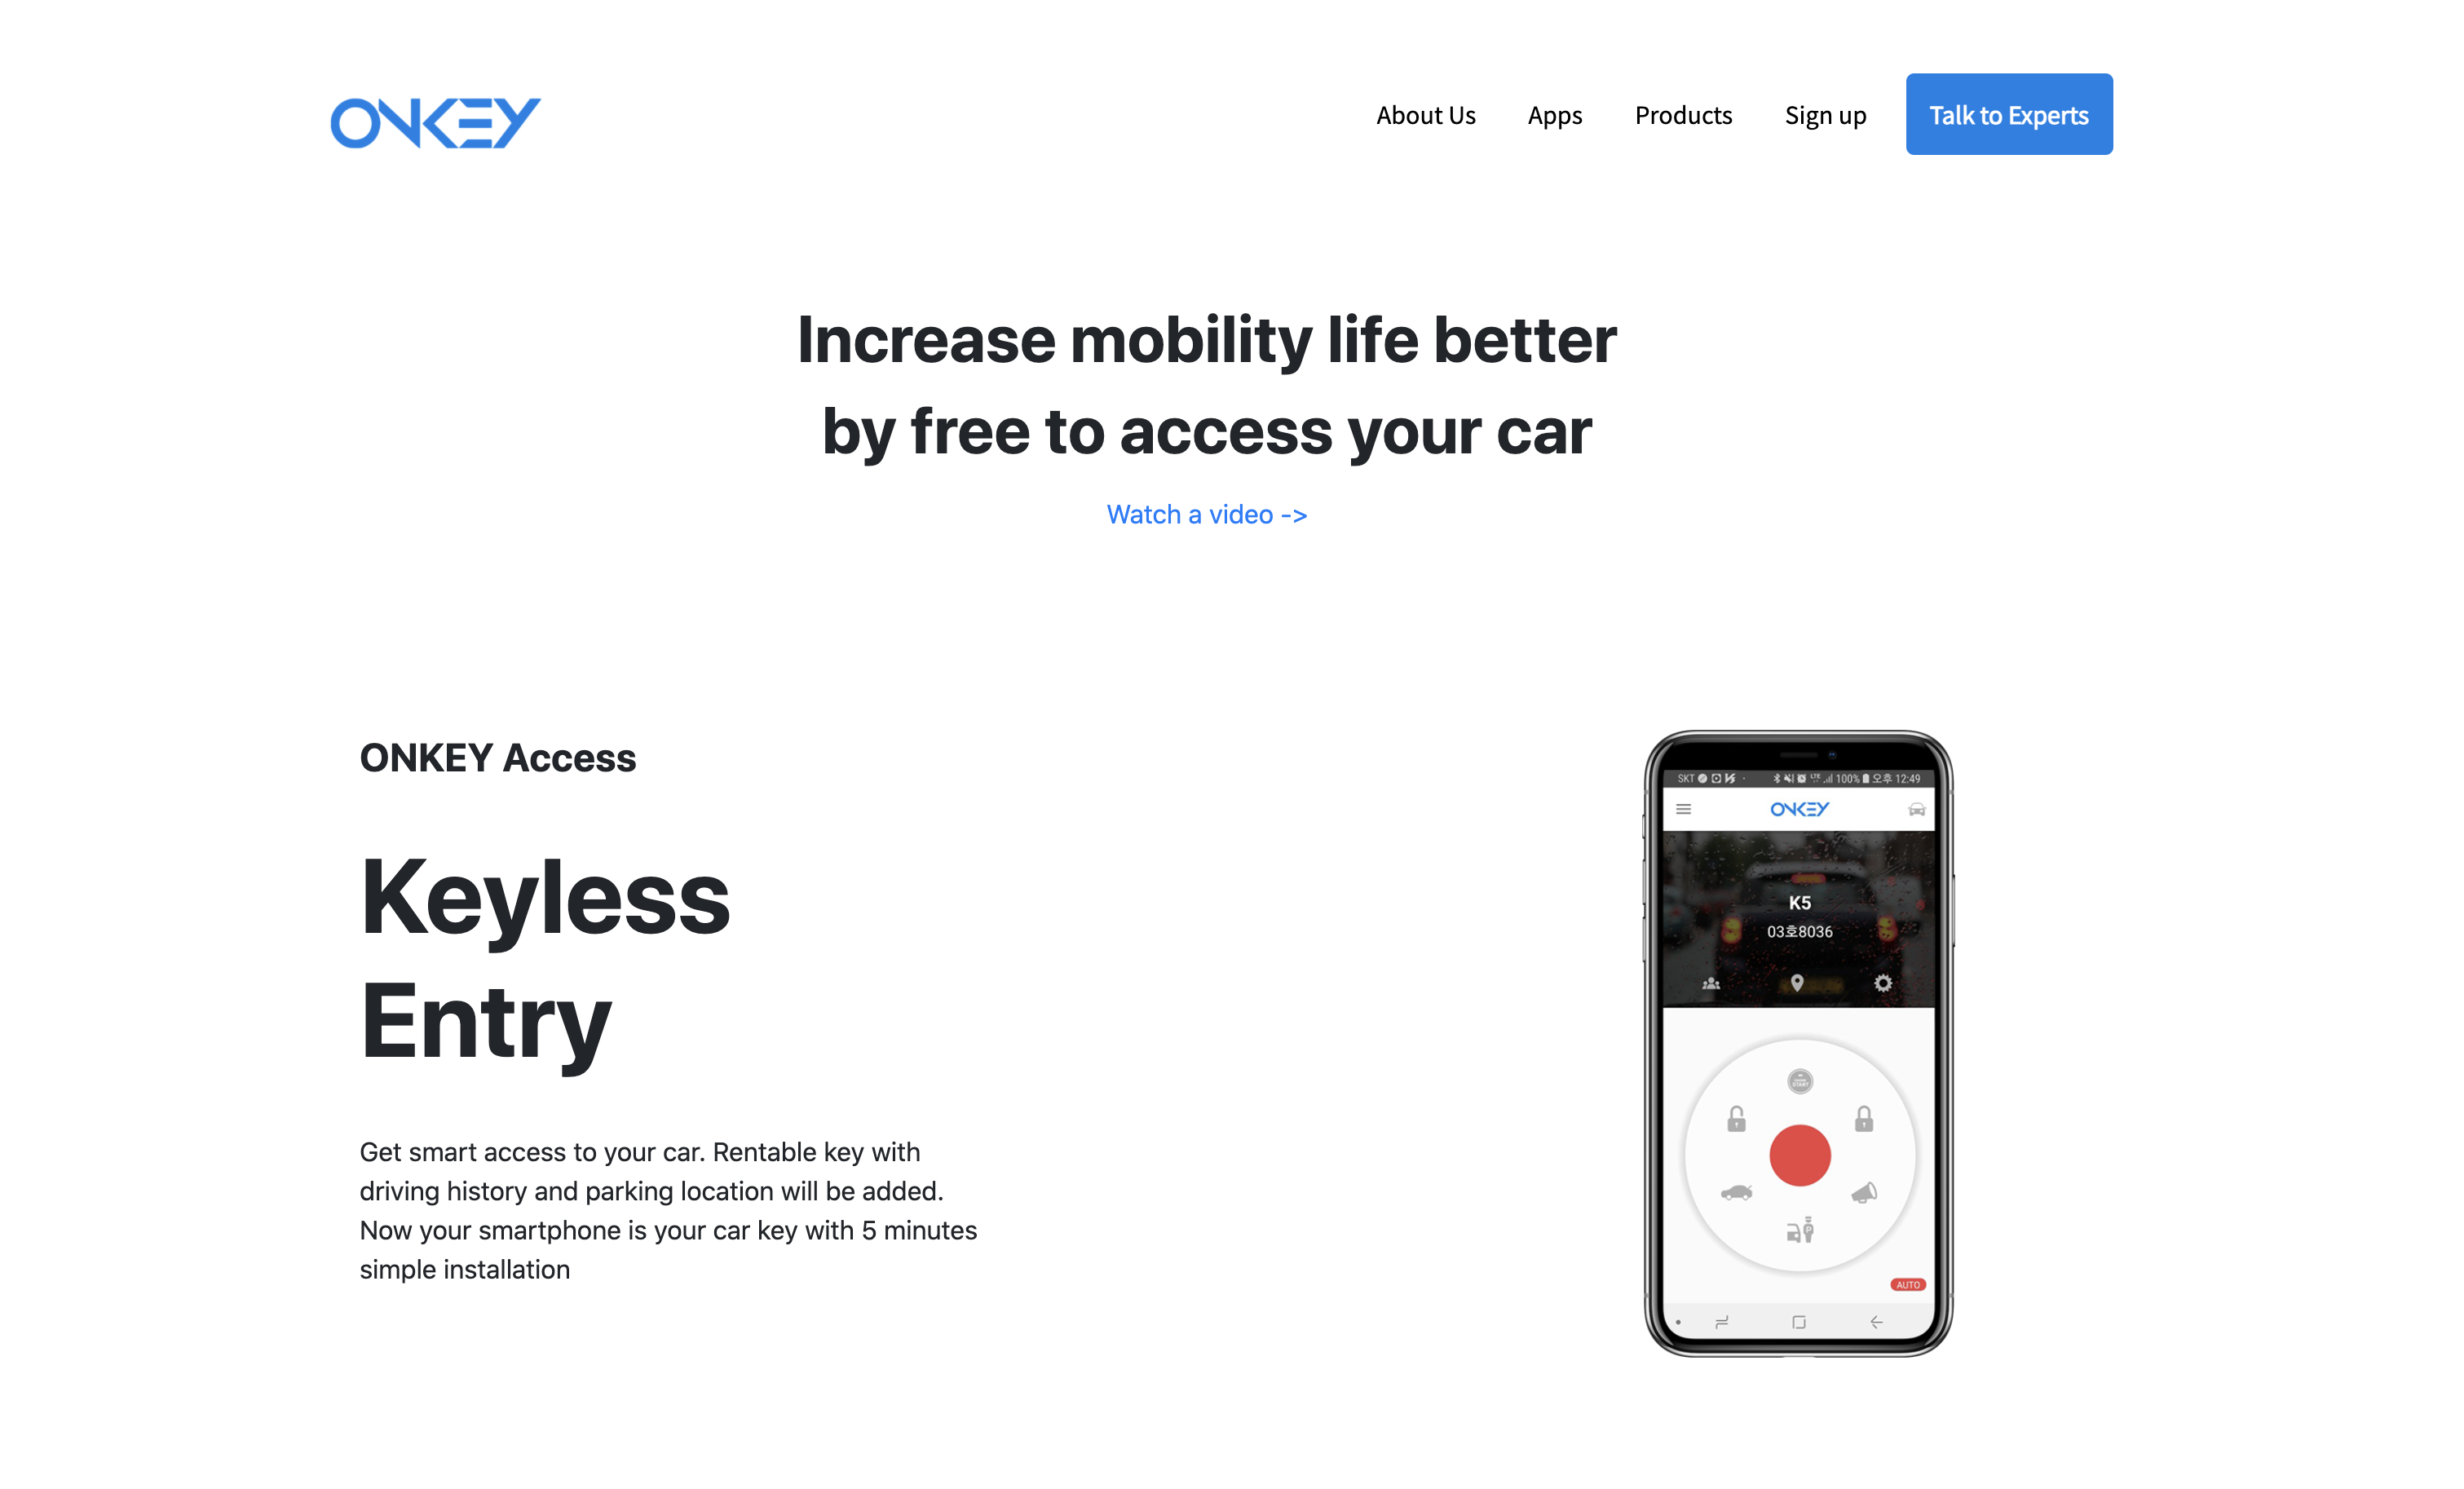 ONKEY
About Us
Apps
Products
Sign up
Talk to Experts
Increase mobility life better
by free to access your car
Watch a video ->
ONKEY Access
Keyless
Entry
Get smart access to your car. Rentable key with
driving history and parking location will be added.
Now your smartphone is your car key with 5 minutes
simple installation
SKT
LTE 100% 오후 12:49
ONKEY
K5
03호8036
START
P
AUTO